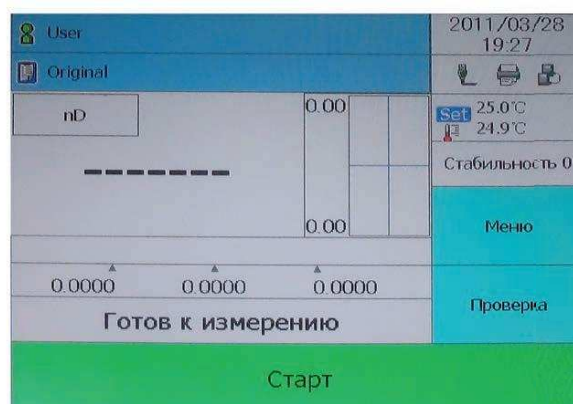 User
2011/03/28
19:27
Original
nD
0.00
Set 25.0°C
24.9°C
Стабильность 0
-------
0.00
Меню
0.0000 0.0000 0.0000
Готов к измерению
Проверка
Старт